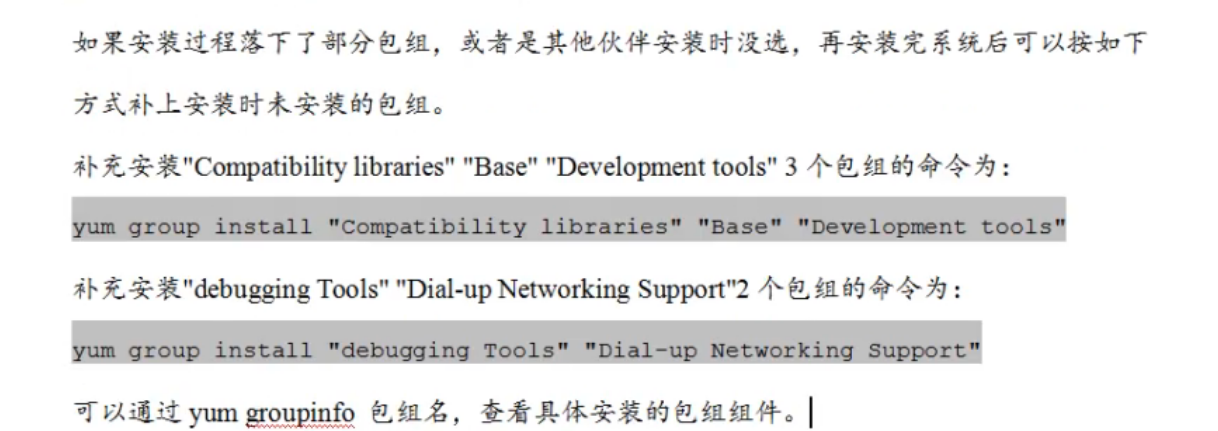 如果安装过程落下了部分包组，或者是其他伙伴安装时没选，再安装完系统后可以按如下
方式补上安装时未安装的包组。
补充安装"Compatibility libraries" "Base" "Development tools" 3 个包组的命令为：
yum group install "Compatibility libraries" "Base" "Development tools"
补充安装"debugging Tools" "Dial-up Networking Support"2 个包组的命令为：
yum group install "debugging Tools" "Dial-up Networking Support"
可以通过 yum groupinfo 包组名，查看具体安装的包组组件。